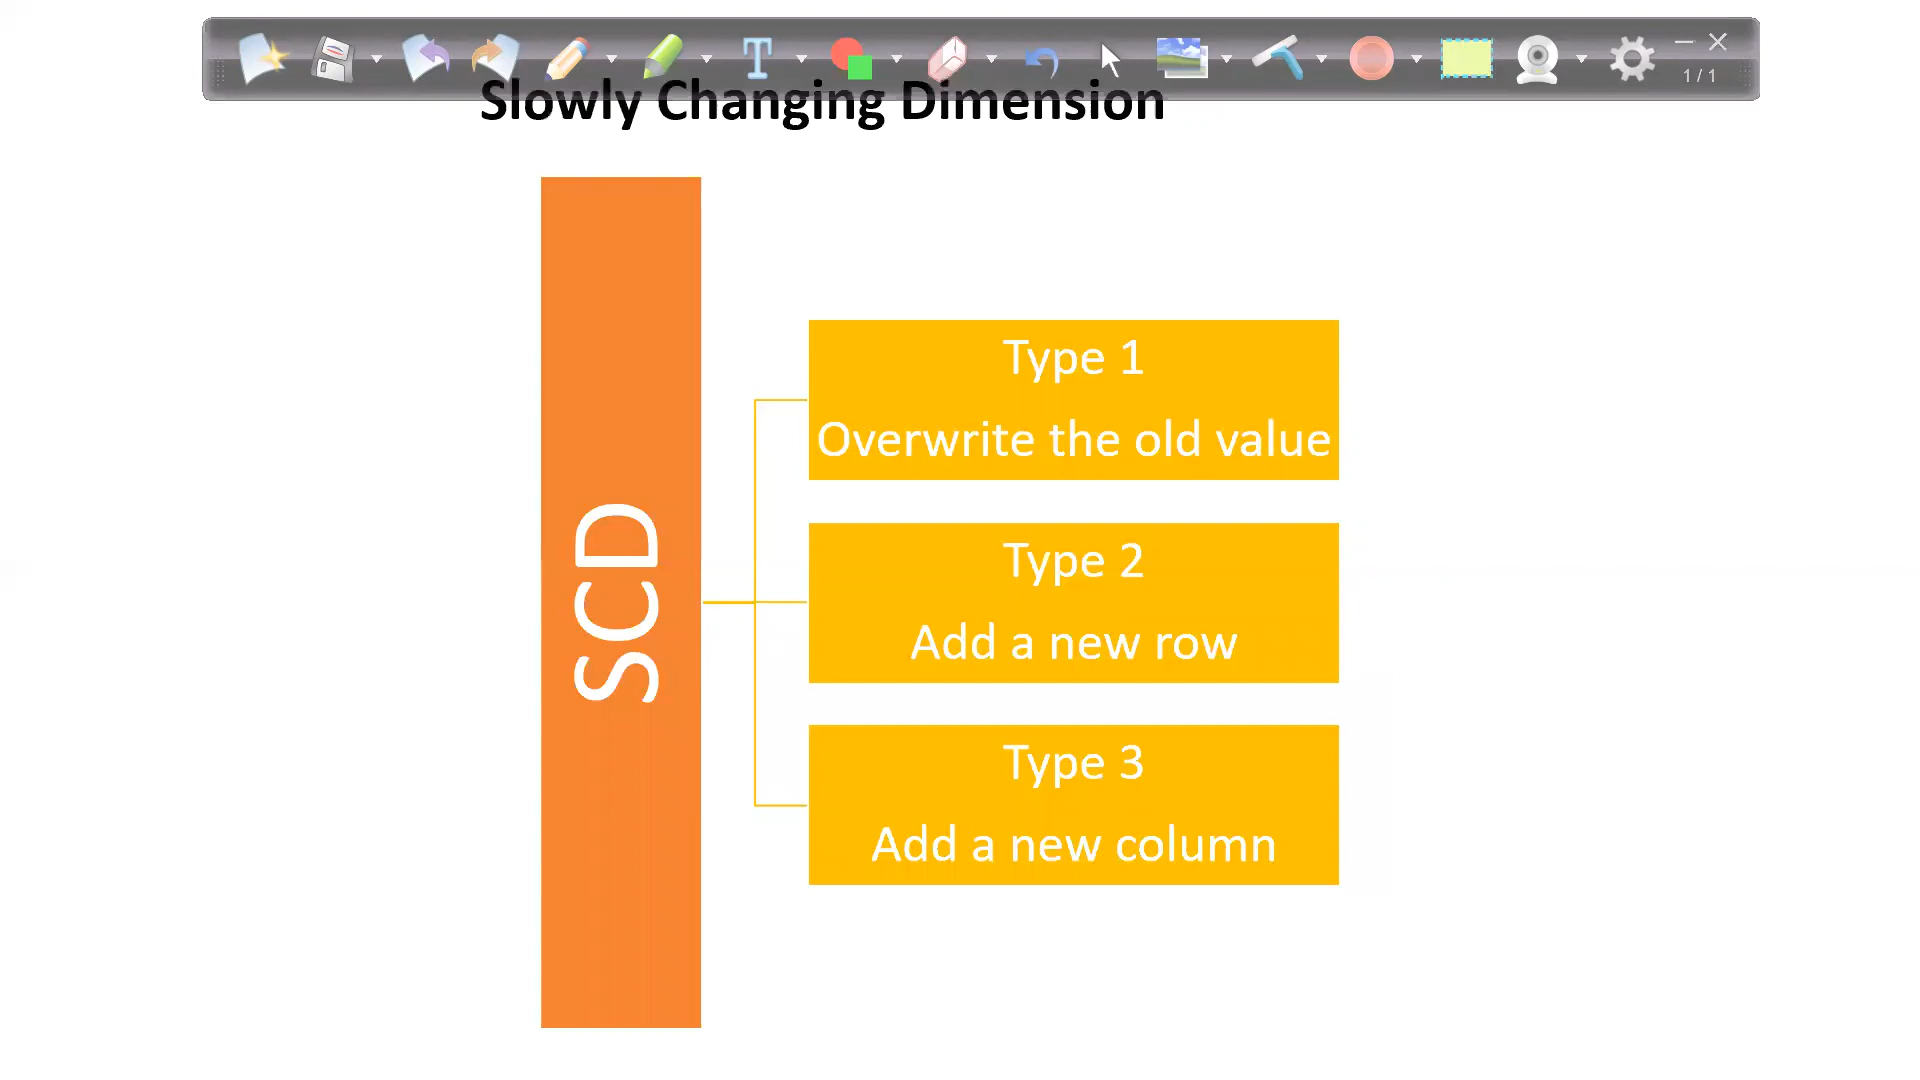 1 / 1
Slowly Changing Dimension
SCD
Type 1
Overwrite the old value
Type 2
Add a new row
Type 3
Add a new column